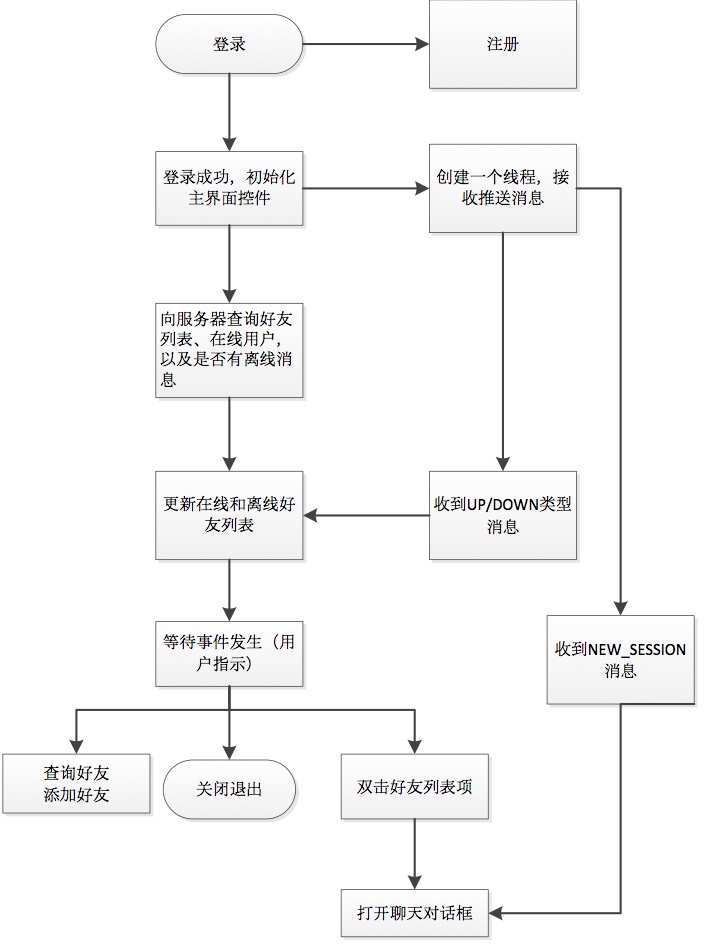 登录
注册
登录成功，初始化
主界面控件
创建一个线程，接
收推送消息
向服务器查询好友
列表、在线用户，
以及是否有离线消
息
更新在线和离线好
友列表
收到UP/DOWN类型
消息
等待事件发生（用
户指示）
收到NEW_SESSION
消息
查询好友
添加好友
关闭退出
双击好友列表项
打开聊天对话框